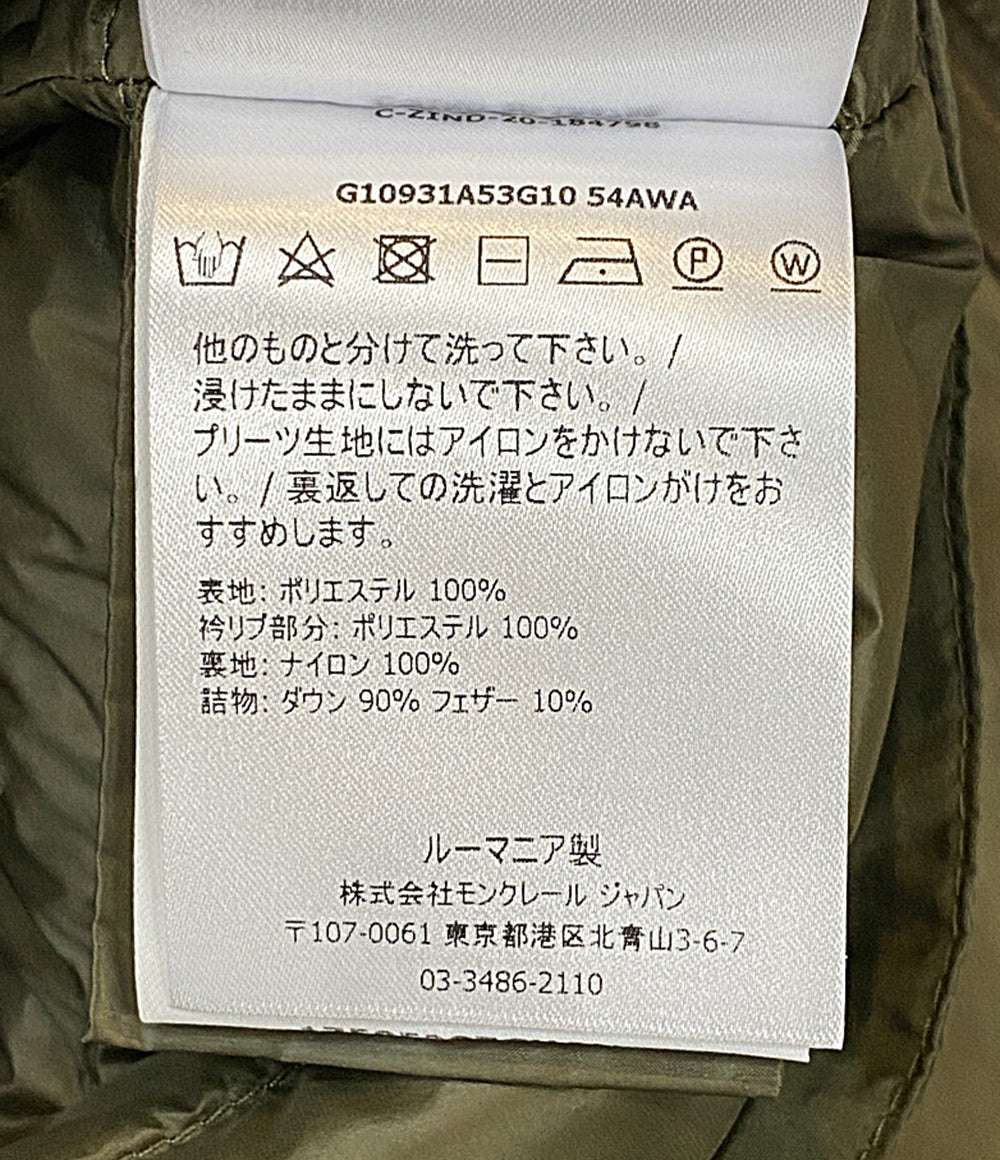 C-ZIND-20-184798
G10931A53G10 54AWA
P W
他のものと分けて洗って下さい。/
浸けたままにしないで下さい。/
プリーツ生地にはアイロンをかけないで下さ
い。/ 裏返しての洗濯とアイロンがけをお
すすめします。
表地: ポリエステル 100%
衿リブ部分: ポリエステル 100%
裏地: ナイロン 100%
詰物: ダウン 90% フェザー 10%
ルーマニア製
株式会社モンクレール ジャパン
〒107-0061 東京都港区北青山3-6-7
03-3486-2110